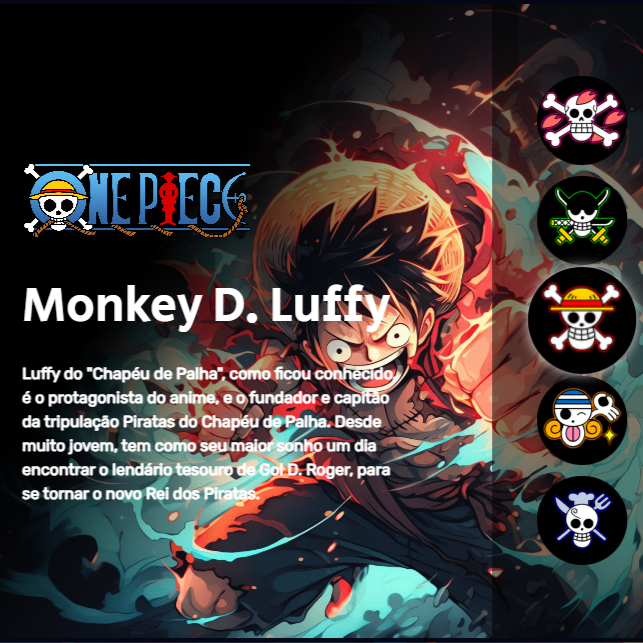 ONE PIECE
Monkey D. Luffy
Luffy do "Chapéu de Palha", como ficou conhecido,
é o protagonista do anime, e o fundador e capitão
da tripulação Piratas do Chapéu de Palha. Desde
muito jovem, tem como seu maior sonho um dia
encontrar o lendário tesouro de Gol D. Roger, para
se tornar o novo Rei dos Piratas.